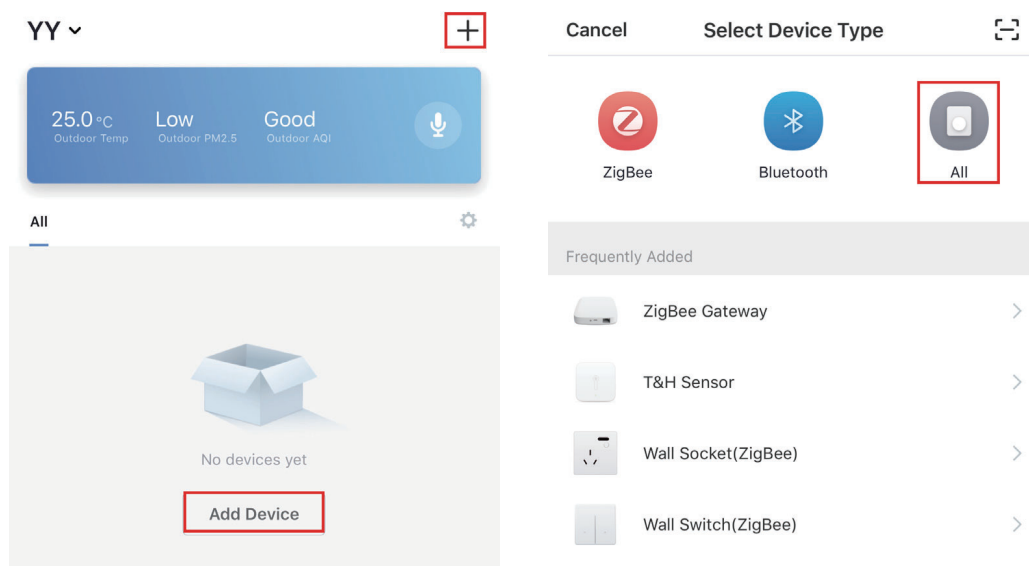 YY
25.0 °C Low Good
Outdoor Temp Outdoor PM2.5 Outdoor AQI
All
No devices yet
Add Device
Cancel Select Device Type
ZigBee Bluetooth All
Frequently Added
ZigBee Gateway
T&H Sensor
Wall Socket(ZigBee)
Wall Switch(ZigBee)